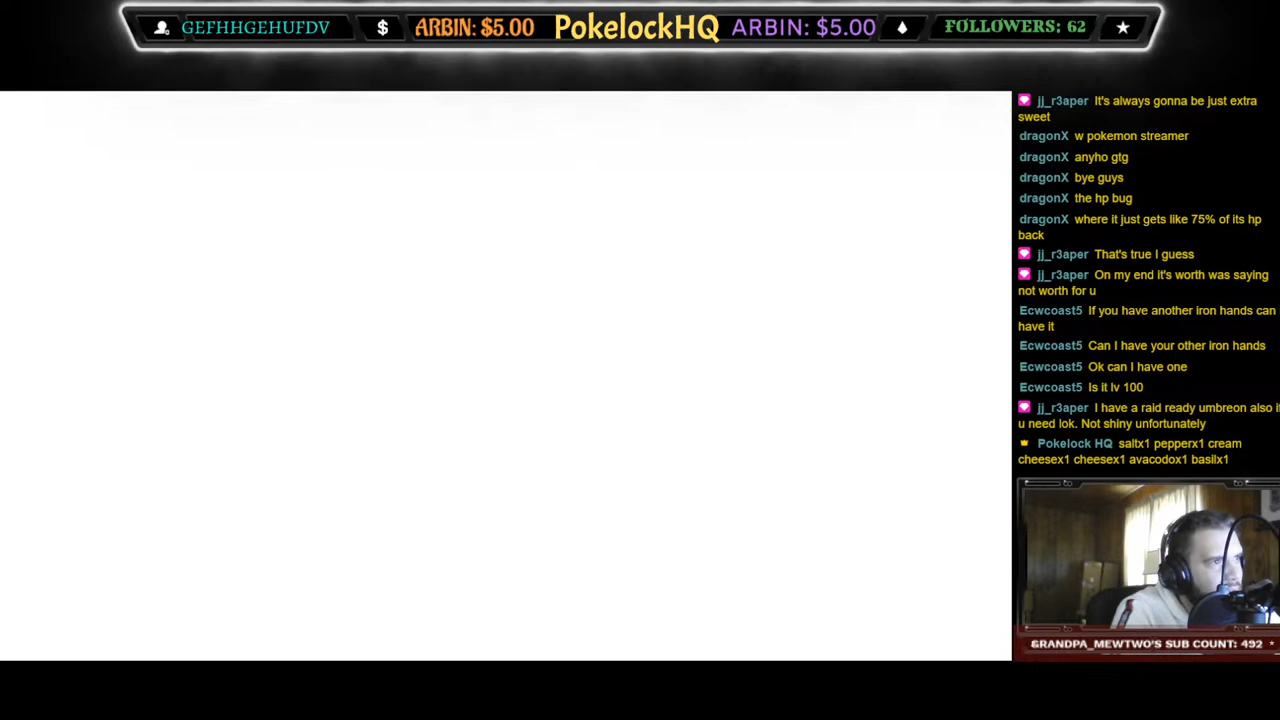 GEFHHGEHUFDV $ ARBIN: $5.00 PokelockHQ ARBIN: $5.00 FOLLOWERS: 62
jj_r3aper It's always gonna be just extra
sweet
dragonX w pokemon streamer
dragonX anyho gtg
dragonX bye guys
dragonX the hp bug
dragonX where it just gets like 75% of its hp
back
jj_r3aper That's true I guess
jj_r3aper On my end it's worth was saying
not worth for u
Ecwcoast5 If you have another iron hands can
have it
Ecwcoast5 Can I have your other iron hands
Ecwcoast5 Ok can I have one
Ecwcoast5 Is it lv 100
jj_r3aper I have a raid ready umbreon also if
u need lok. Not shiny unfortunately
Pokelock HQ saltx1 pepperx1 cream
cheesex1 cheesex1 avacodox1 basilx1
GRANDPA_MEWTWO'S SUB COUNT: 492